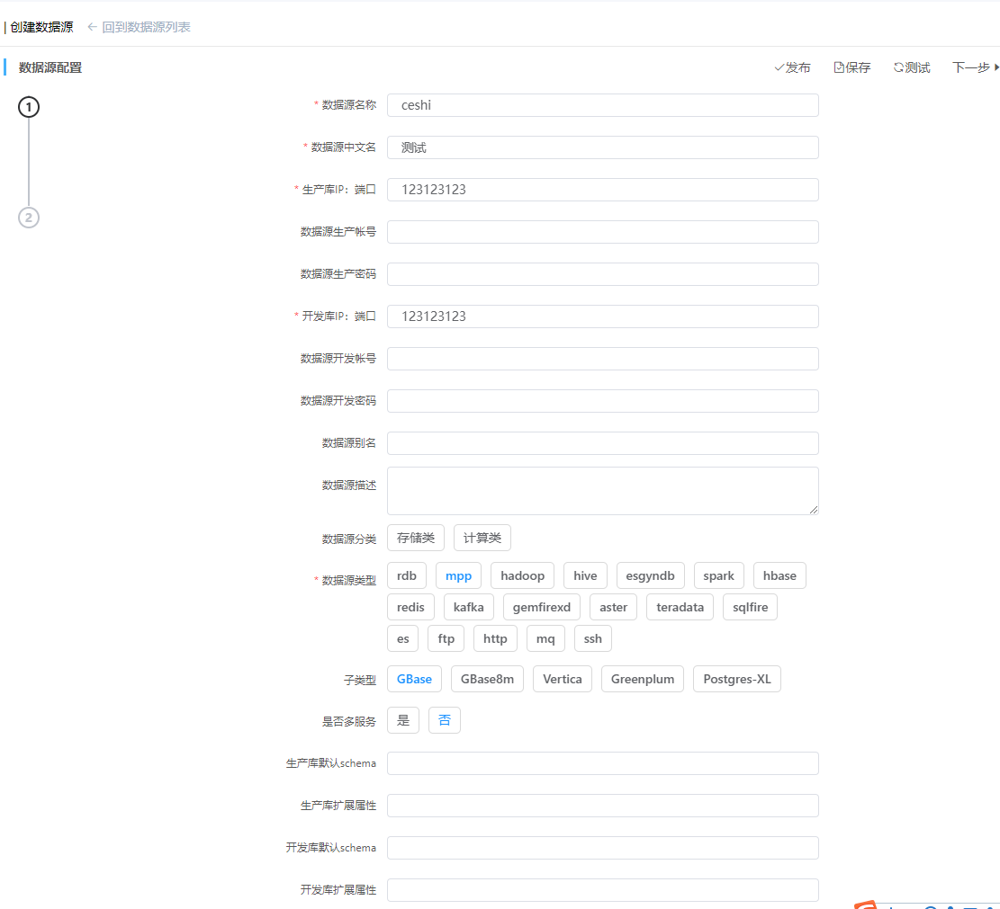 创建数据源 ← 回到数据源列表
数据源配置 发布 保存 测试 下一步
1
* 数据源名称 ceshi
* 数据源中文名 测试
* 生产库IP：端口 123123123
2
数据源生产帐号
数据源生产密码
* 开发库IP：端口 123123123
数据源开发帐号
数据源开发密码
数据源别名
数据源描述
数据源分类 存储类 计算类
* 数据源类型 rdb mpp hadoop hive esgyndb spark hbase
redis kafka gemfirexd aster teradata sqlfire
es ftp http mq ssh
子类型 GBase GBase8m Vertica Greenplum Postgres-XL
是否多服务 是 否
生产库默认schema
生产库扩展属性
开发库默认schema
开发库扩展属性